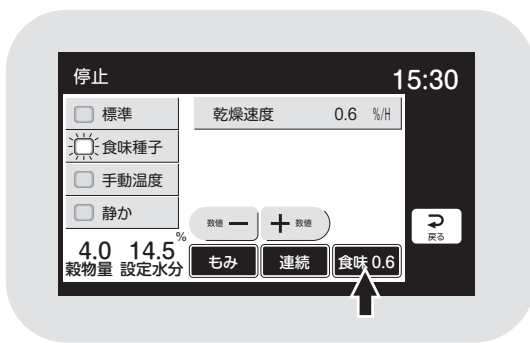 停止 15:30
標準
食味種子
手動温度
静か
乾燥速度 0.6 %/H
数値 － ＋ 数値
戻る
4.0 14.5%
穀物量 設定水分
もみ 連続 食味 0.6